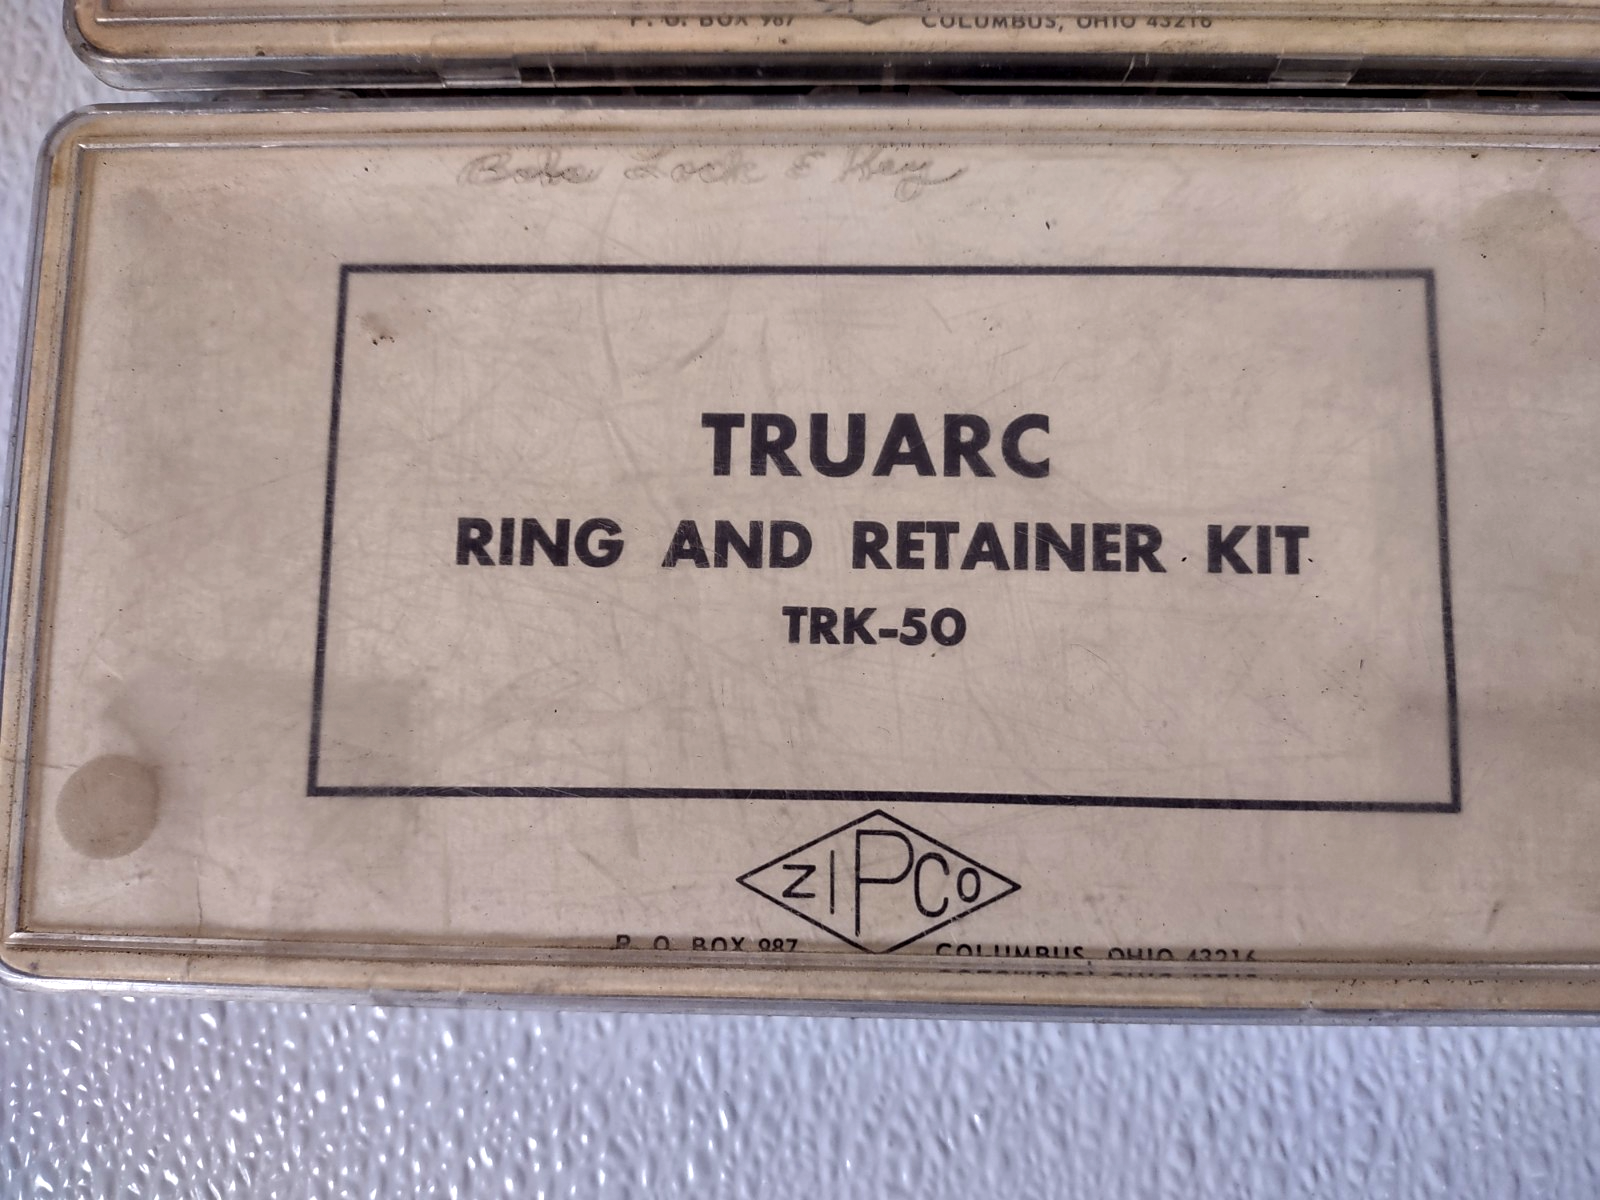 P. O. BOX 987 COLUMBUS, OHIO 43216
Bobs Lock & Key
TRUARC
RING AND RETAINER KIT
TRK-50
ZIPCO
P. O. BOX 987 COLUMBUS, OHIO 43216